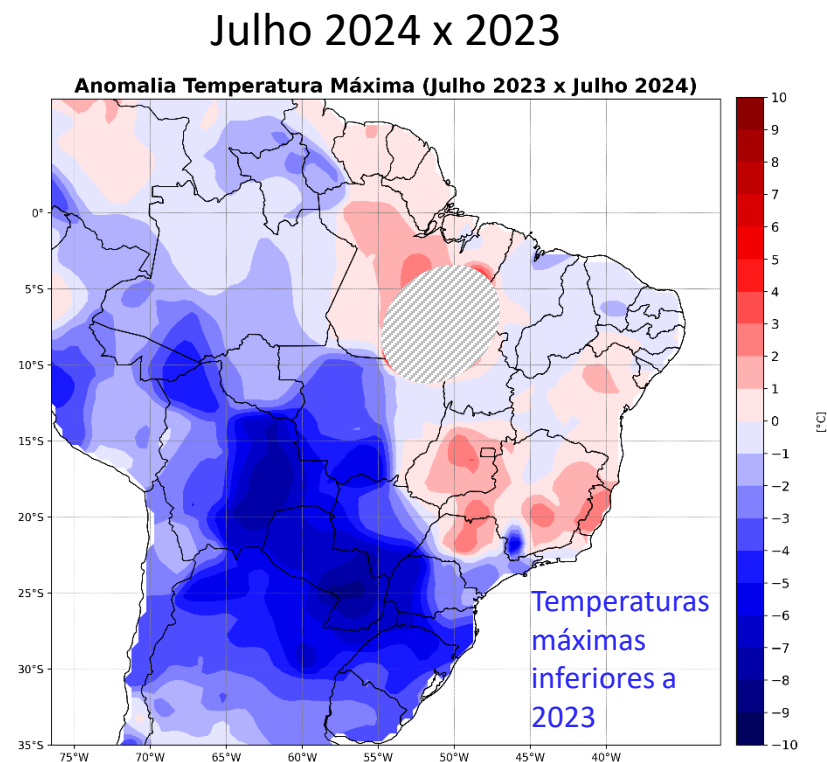 Julho 2024 x 2023
Anomalia Temperatura Máxima (Julho 2023 x Julho 2024)
10
9
8
7
6
5
4
3
2
1
0
−1
−2
−3
−4
−5
−6
−7
−8
−9
−10
[°C]
0°
5°S
10°S
15°S
20°S
25°S
30°S
35°S
Temperaturas
máximas
inferiores a
2023
75°W
70°W
65°W
60°W
55°W
50°W
45°W
40°W